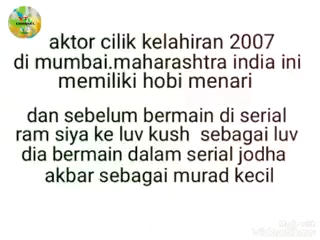 aktor cilik kelahiran 2007
di mumbai.maharashtra india ini
memiliki hobi menari
dan sebelum bermain di serial
ram siya ke luv kush sebagai luv
dia bermain dalam serial jodha
akbar sebagai murad kecil